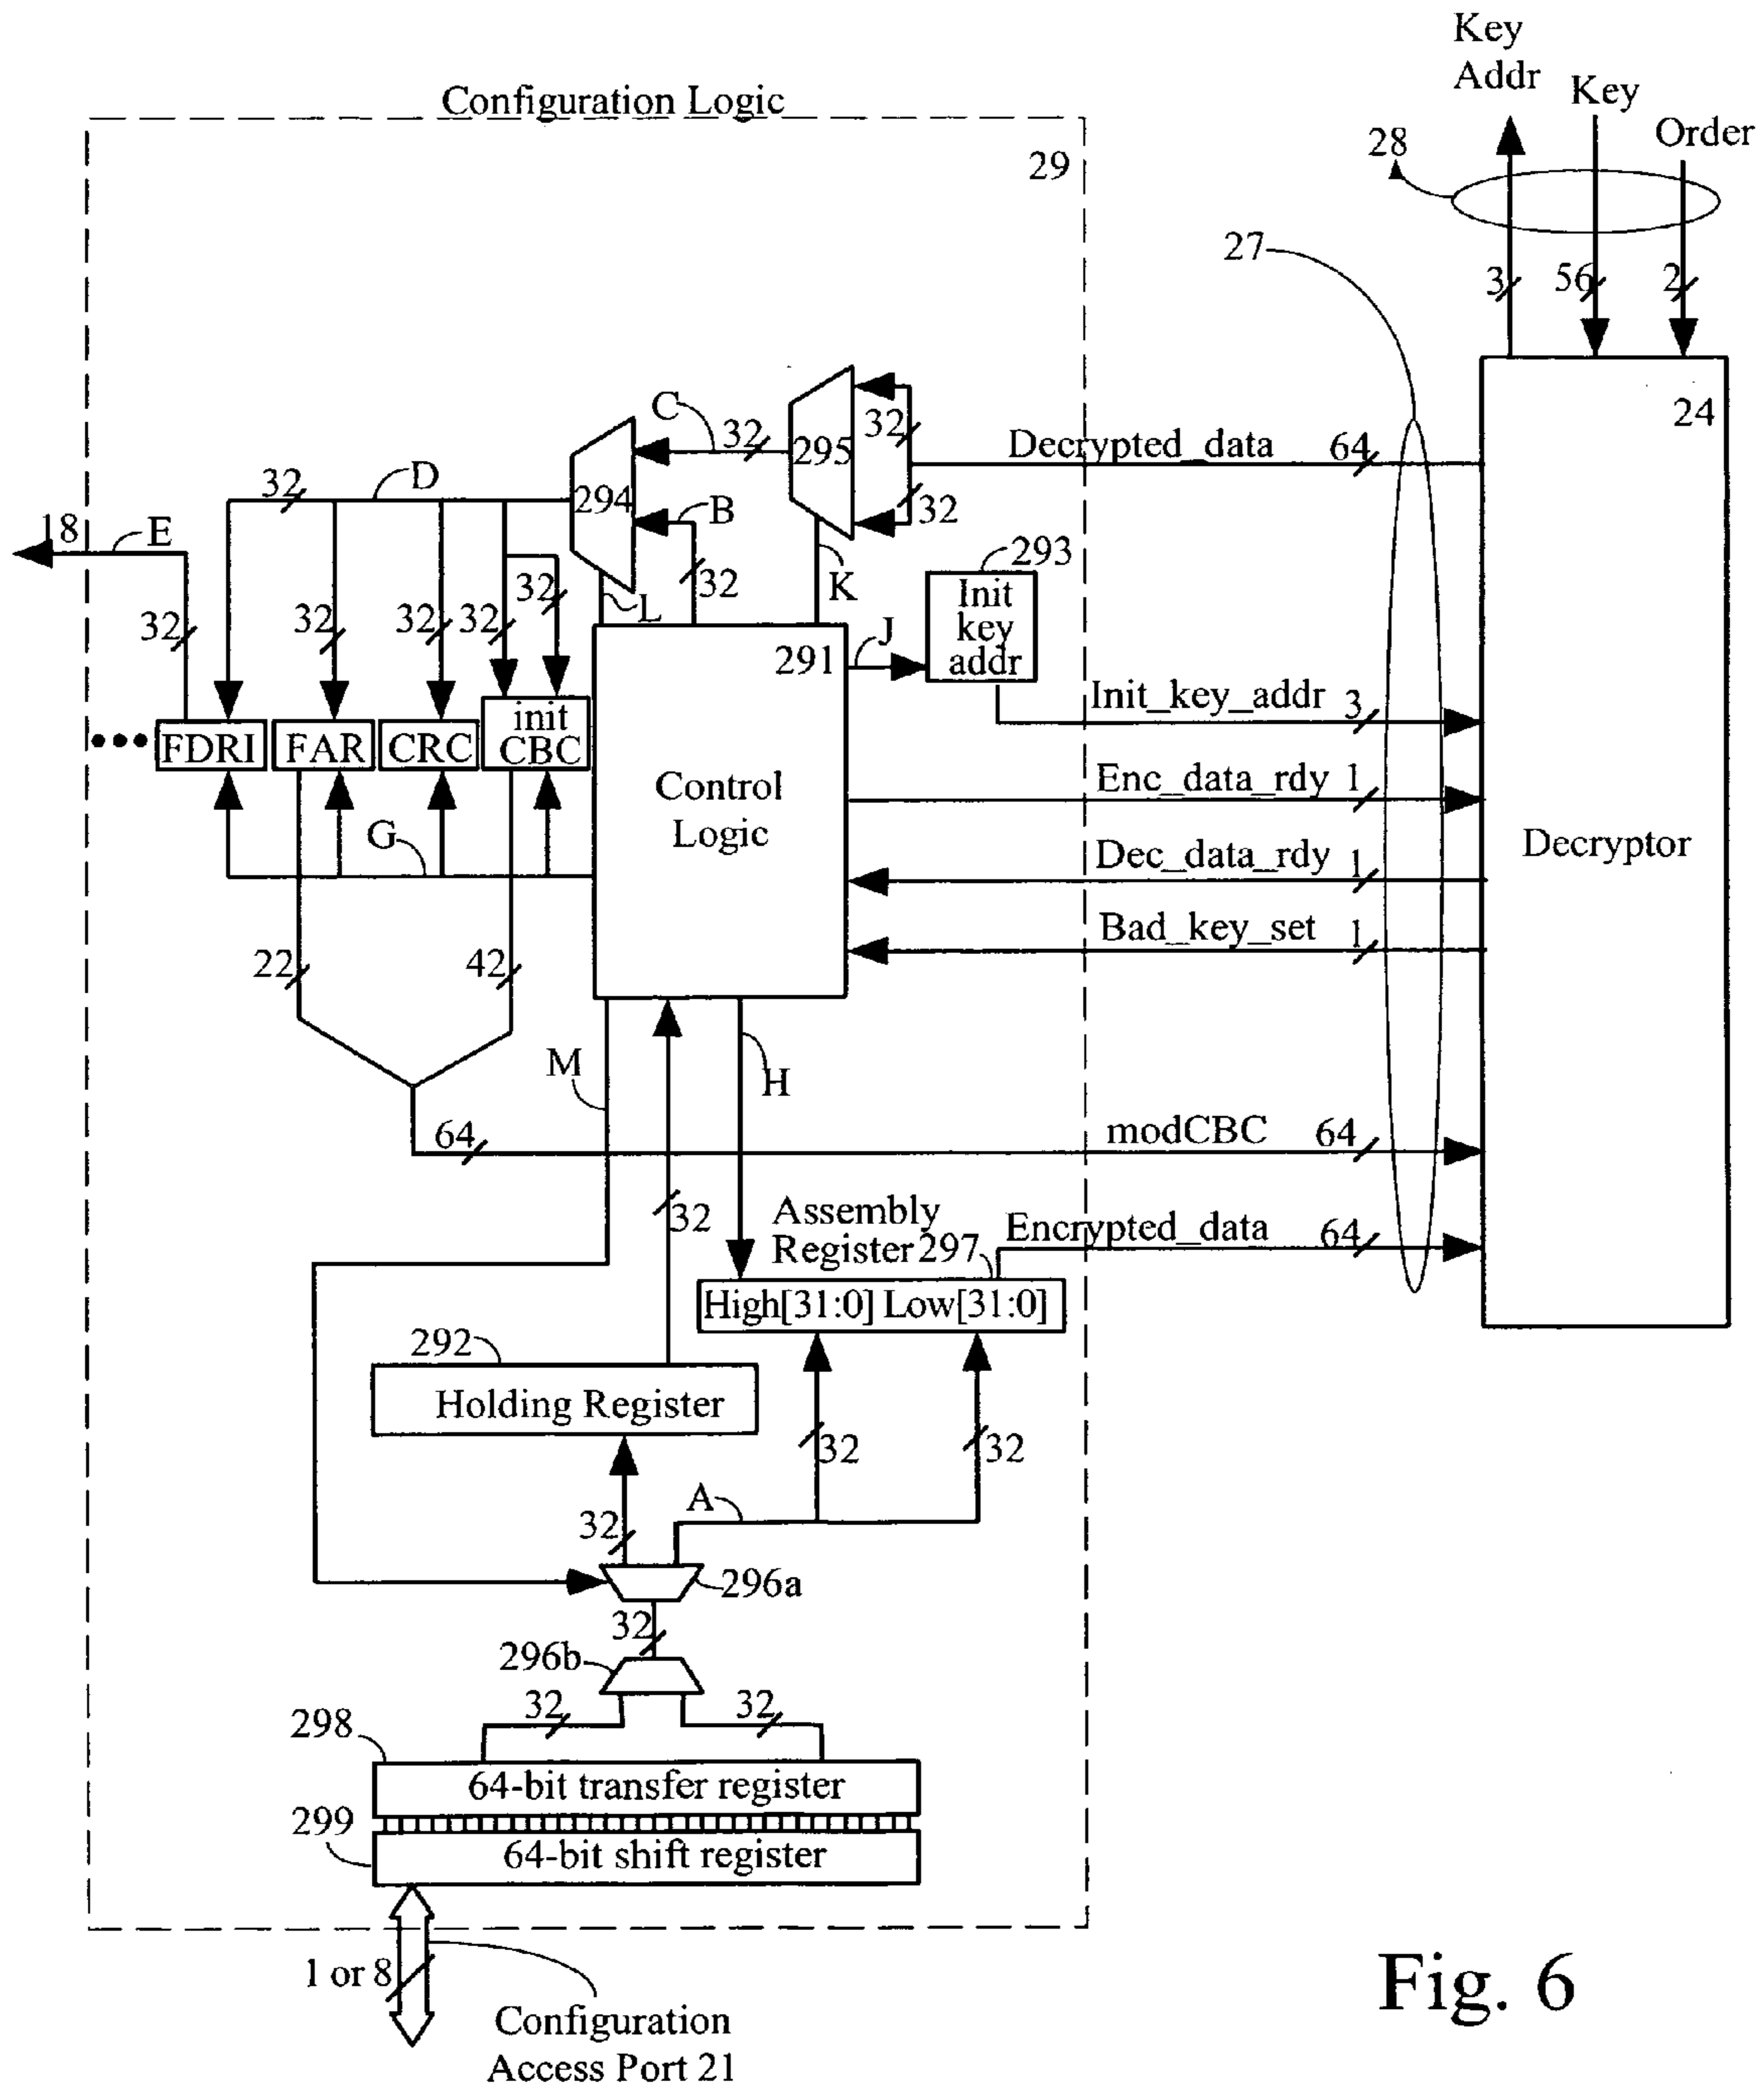 Key
Addr
Key
Order
Configuration Logic
29
28
27
3
56
2
24
C
32
295
32
Decrypted_data
64
32
D
294
B
32
18
E
293
Init
key
addr
32
K
L
J
32
32
32
32
32
291
Init_key_addr
3
FDRI
FAR
CRC
init
CBC
Control
Logic
Enc_data_rdy
1
Decryptor
G
Dec_data_rdy
1
Bad_key_set
1
22
42
M
H
64
modCBC
64
32
Assembly
Register 297
Encrypted_data
64
High[31:0] Low[31:0]
292
Holding Register
32
32
A
32
296a
32
296b
32
32
298
64-bit transfer register
299
64-bit shift register
1 or 8
Configuration
Access Port 21
Fig. 6